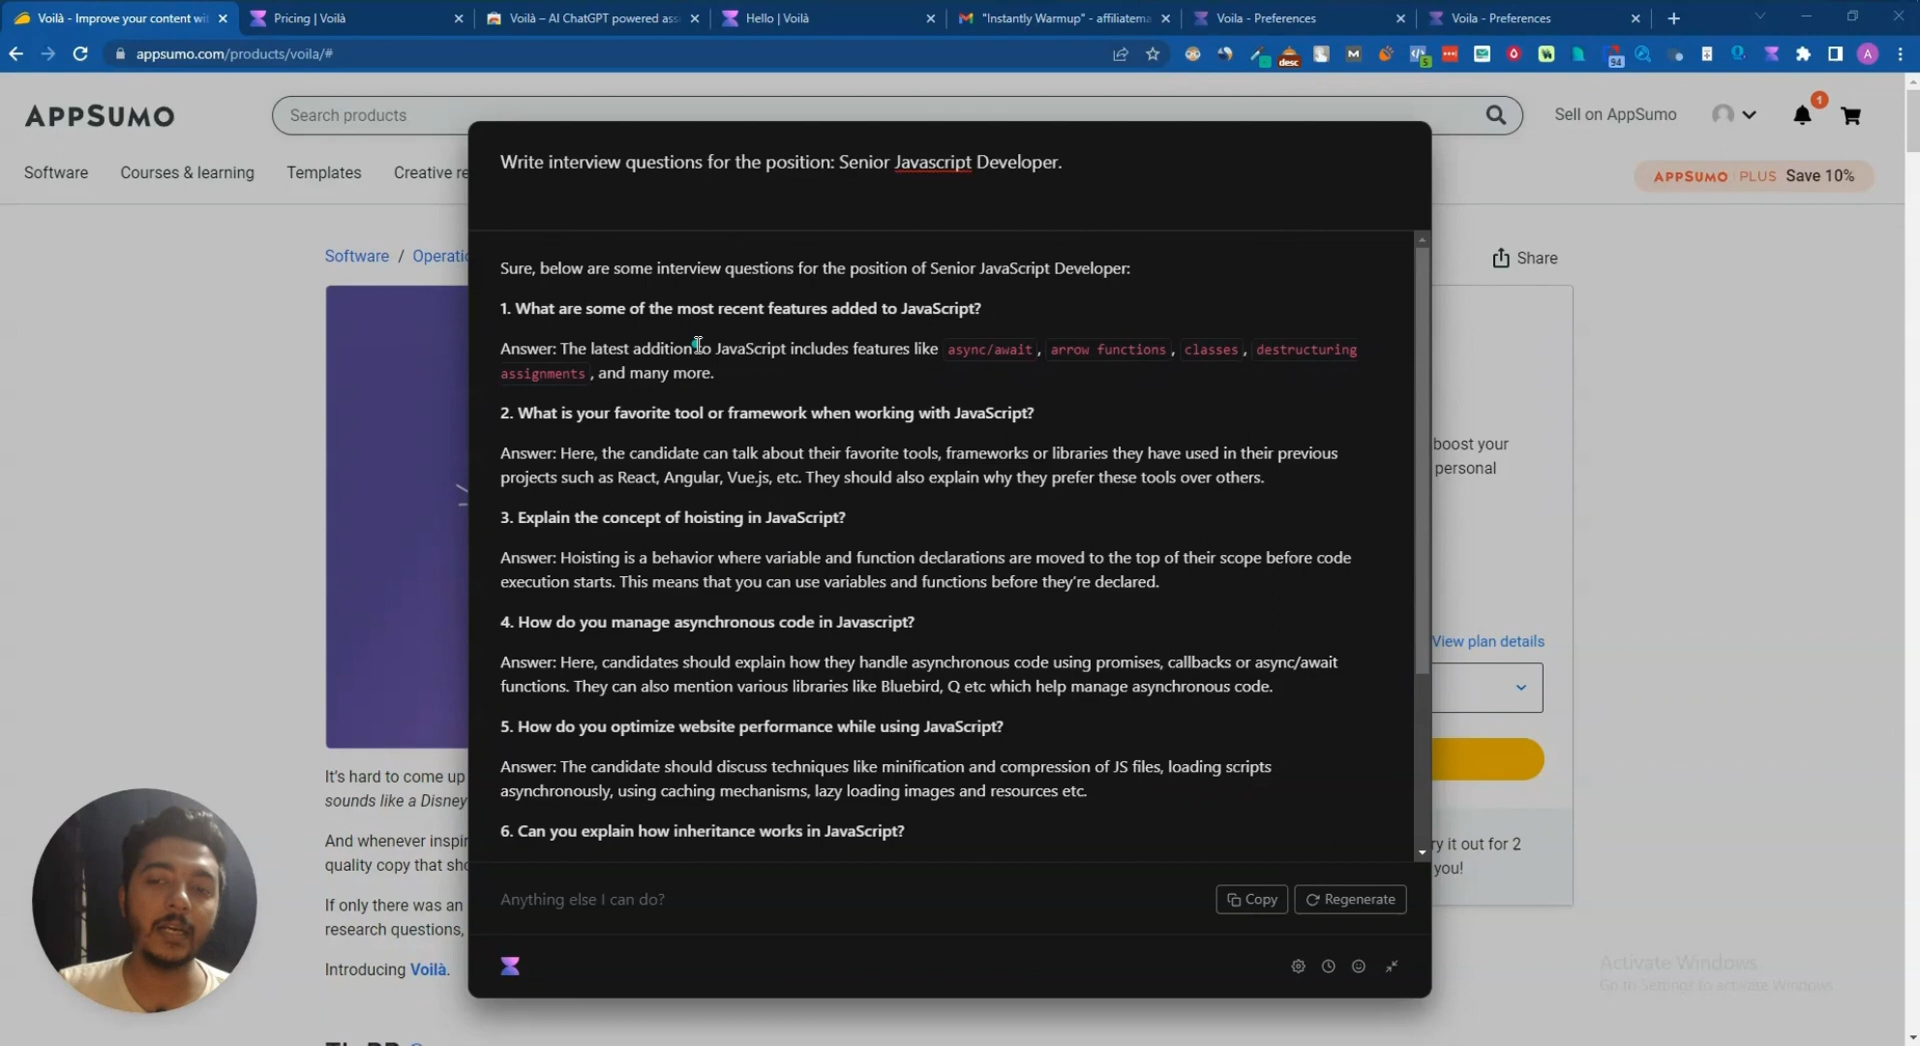 Voilà - Improve your content wit
Pricing | Voilà
Voilà – AI ChatGPT powered ass
Hello | Voilà
"Instantly Warmup" - affiliatema
Voila - Preferences
Voila - Preferences
appsumo.com/products/voila/#
desc
5
94
A
APPSUMO
Search products
Sell on AppSumo
1
Software
Courses & learning
Templates
Creative re
APPSUMO PLUS Save 10%
Software / Operatio
Share
Write interview questions for the position: Senior Javascript Developer.
Sure, below are some interview questions for the position of Senior JavaScript Developer:
1. What are some of the most recent features added to JavaScript?
Answer: The latest addition to JavaScript includes features like async/await, arrow functions, classes, destructuring
assignments, and many more.
2. What is your favorite tool or framework when working with JavaScript?
Answer: Here, the candidate can talk about their favorite tools, frameworks or libraries they have used in their previous
projects such as React, Angular, Vue.js, etc. They should also explain why they prefer these tools over others.
3. Explain the concept of hoisting in JavaScript?
Answer: Hoisting is a behavior where variable and function declarations are moved to the top of their scope before code
execution starts. This means that you can use variables and functions before they're declared.
4. How do you manage asynchronous code in Javascript?
Answer: Here, candidates should explain how they handle asynchronous code using promises, callbacks or async/await
functions. They can also mention various libraries like Bluebird, Q etc which help manage asynchronous code.
5. How do you optimize website performance while using JavaScript?
Answer: The candidate should discuss techniques like minification and compression of JS files, loading scripts
asynchronously, using caching mechanisms, lazy loading images and resources etc.
6. Can you explain how inheritance works in JavaScript?
Anything else I can do?
Copy
Regenerate
boost your
personal
View plan details
ry it out for 2
you!
It's hard to come up
sounds like a Disney
And whenever inspir
quality copy that sho
If only there was an
research questions,
Introducing Voilà.
Activate Windows
Go to Settings to activate Windows.